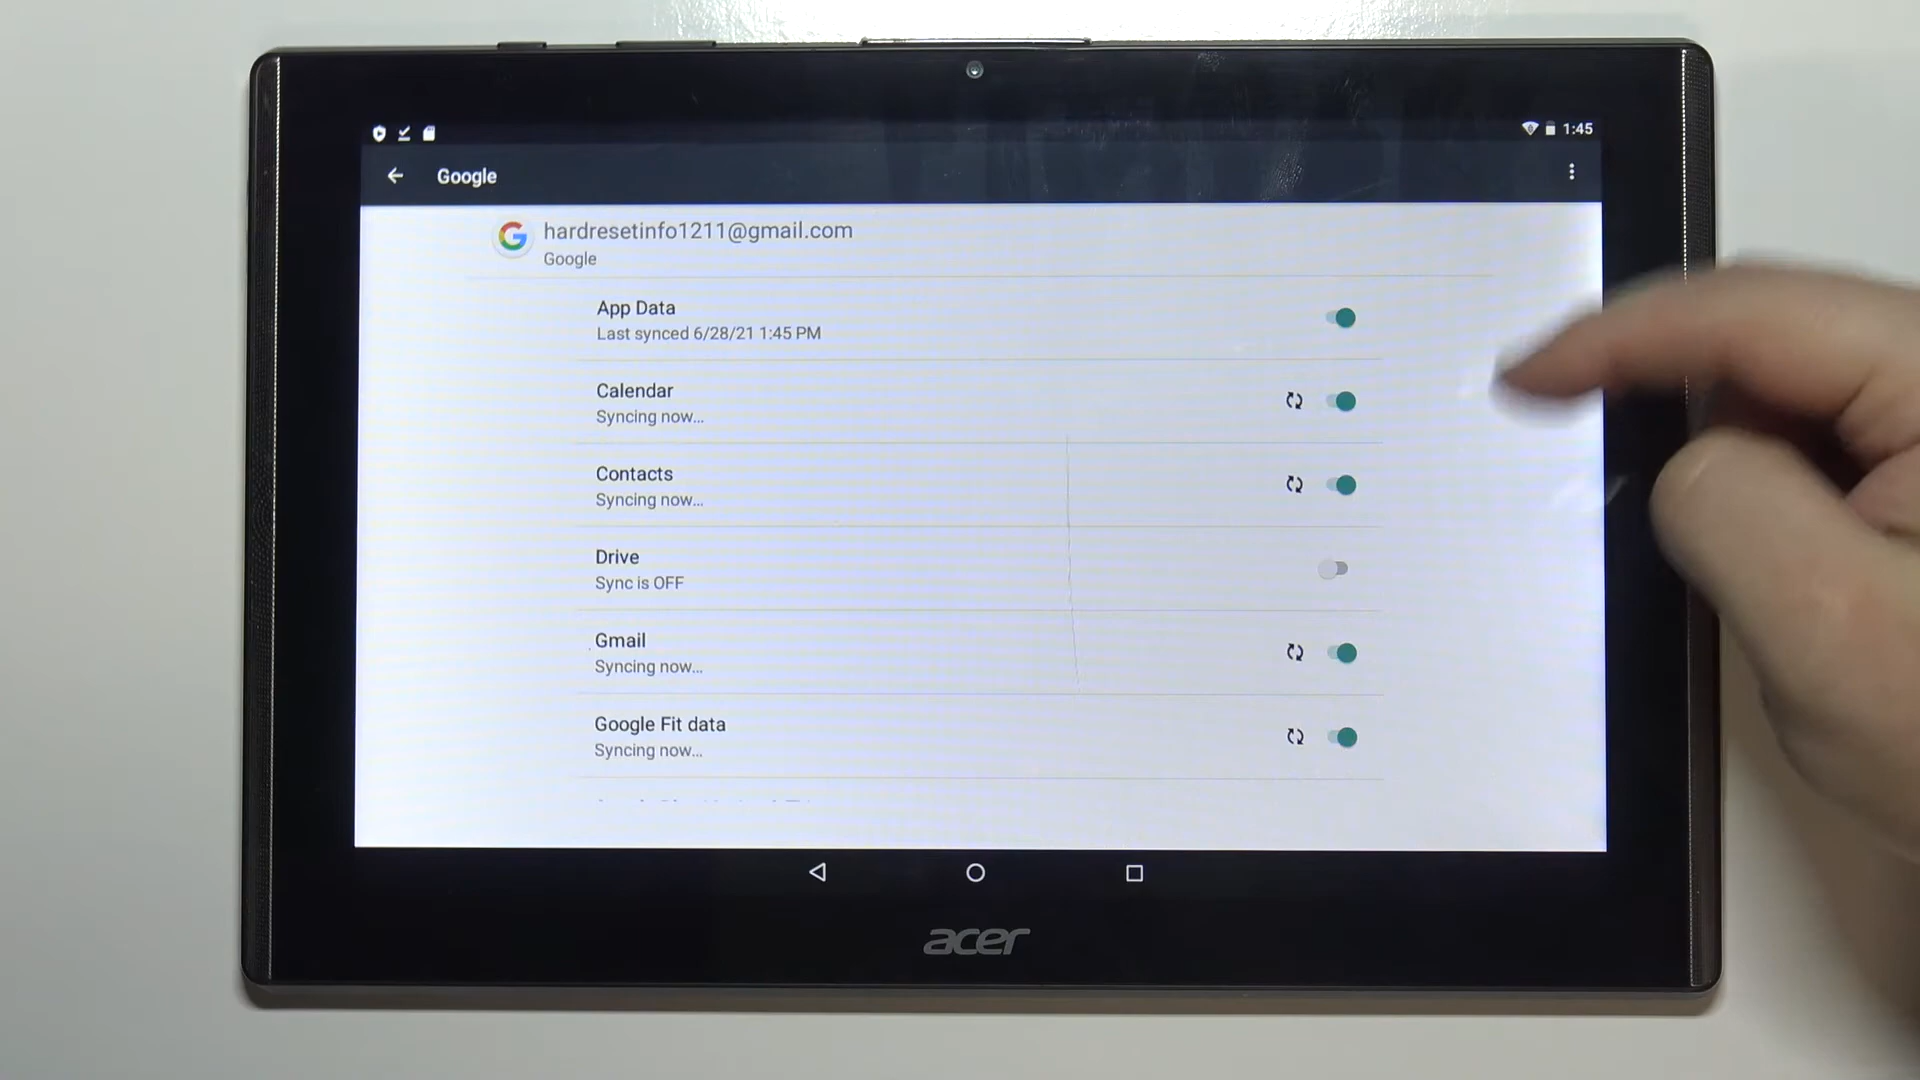 1:45
Google
hardresetinfo1211@gmail.com
Google
App Data
Last synced 6/28/21 1:45 PM
Calendar
Syncing now...
Contacts
Syncing now...
Drive
Sync is OFF
Gmail
Syncing now...
Google Fit data
Syncing now...
acer